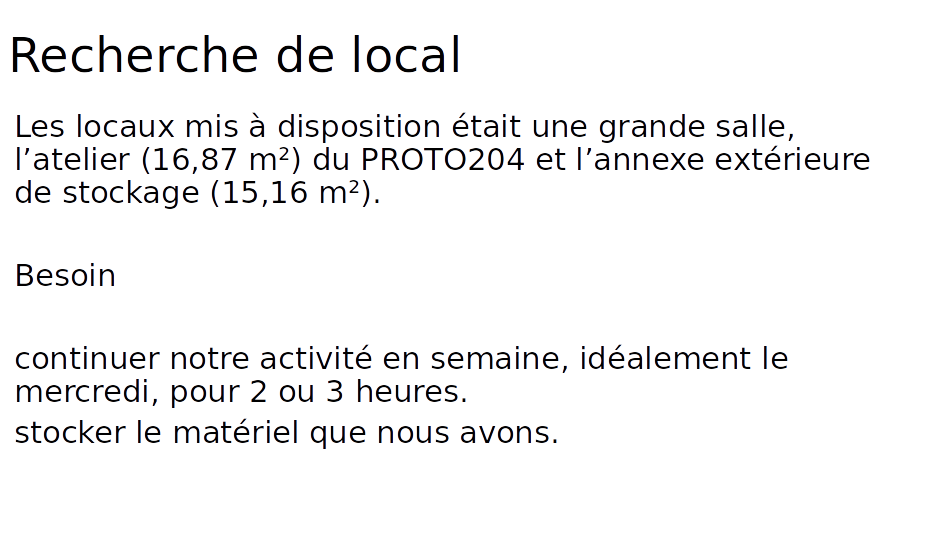 Recherche de local
Les locaux mis à disposition était une grande salle,
l’atelier (16,87 m²) du PROTO204 et l’annexe extérieure
de stockage (15,16 m²).
Besoin
continuer notre activité en semaine, idéalement le
mercredi, pour 2 ou 3 heures.
stocker le matériel que nous avons.